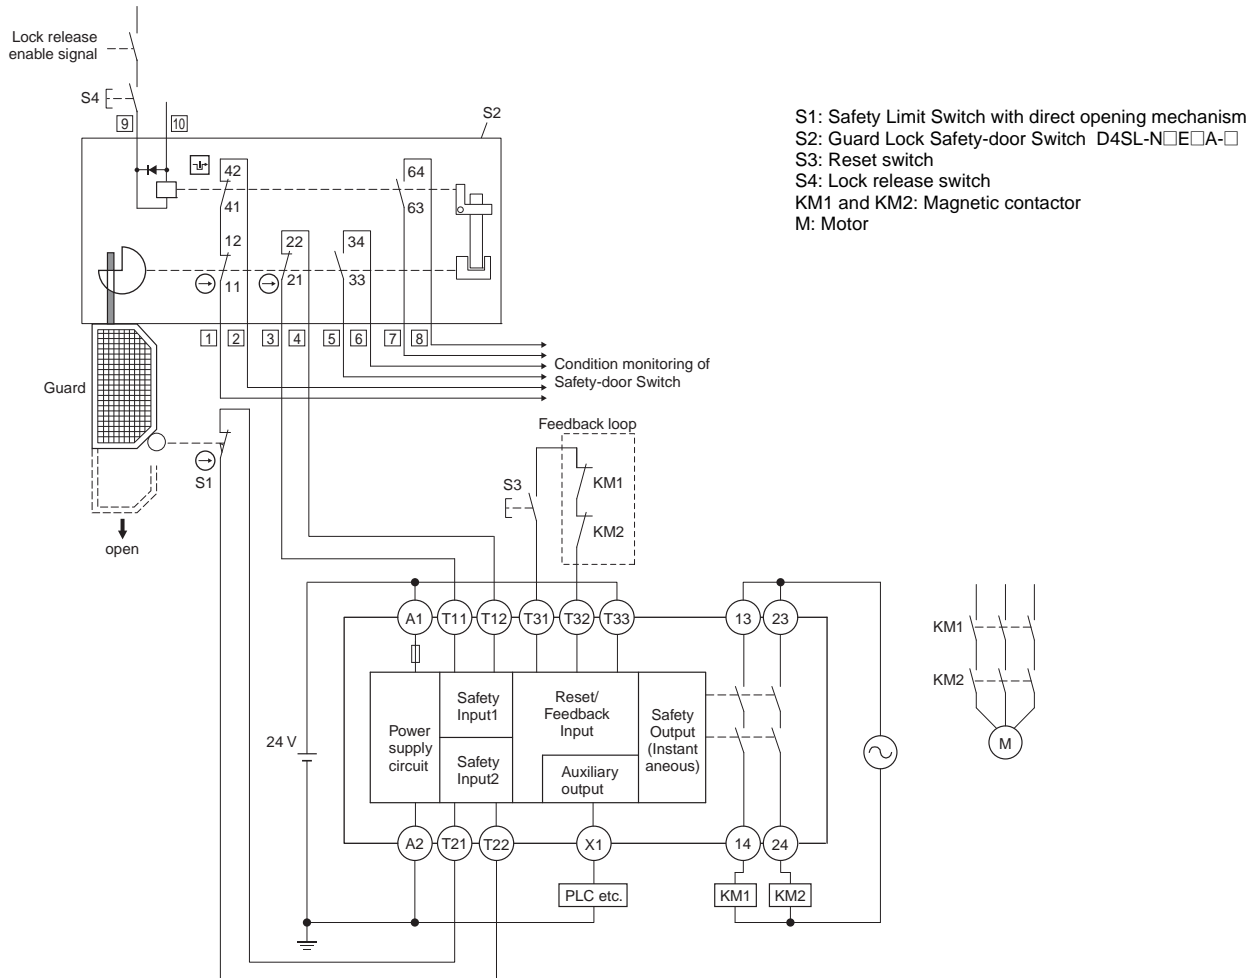 Lock release
enable signal
S4
9
10
S2
S1: Safety Limit Switch with direct opening mechanism
S2: Guard Lock Safety-door Switch D4SL-N□E□A-□
S3: Reset switch
S4: Lock release switch
KM1 and KM2: Magnetic contactor
M: Motor
42
64
41
63
12
22
34
11
21
33
1
2
3
4
5
6
7
8
Condition monitoring of
Safety-door Switch
Guard
Feedback loop
S1
S3
KM1
KM2
open
A1
T11
T12
T31
T32
T33
13
23
KM1
KM2
M
24 V
Power
supply
circuit
Safety
Input1
Safety
Input2
Reset/
Feedback
Input
Auxiliary
output
Safety
Output
(Instant
aneous)
A2
T21
T22
X1
14
24
PLC etc.
KM1
KM2